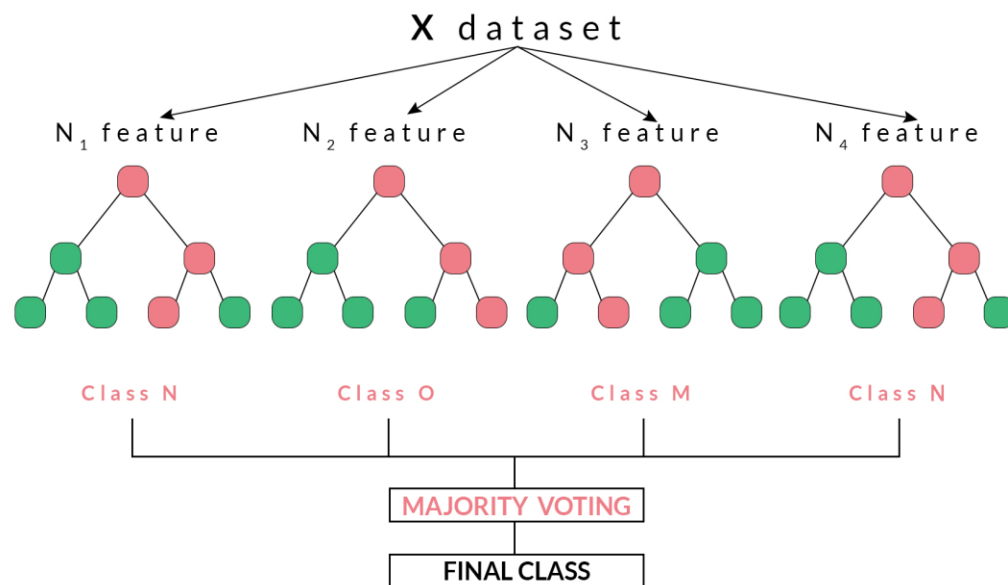 X dataset
N₁ feature N₂ feature N₃ feature N₄ feature
Class N Class O Class M Class N
MAJORITY VOTING
FINAL CLASS